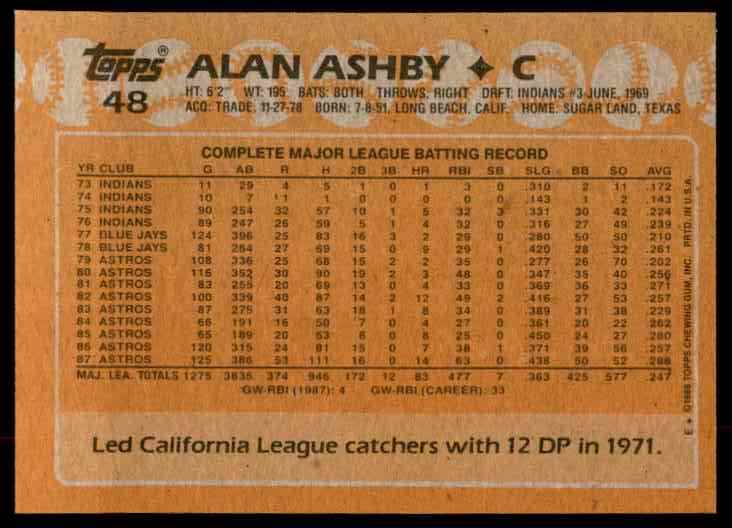 Topps® ALAN ASHBY ✦ C
48 HT: 6'2" WT: 195 BATS: BOTH THROWS: RIGHT DRFT: INDIANS #3-JUNE, 1969
ACQ: TRADE: 11-27-78 BORN: 7-8-51, LONG BEACH, CALIF. HOME: SUGAR LAND, TEXAS
COMPLETE MAJOR LEAGUE BATTING RECORD
YR CLUB G AB R H 2B 3B HR RBI SB SLG BB SO AVG
73 INDIANS 11 29 4 5 1 0 1 3 0 .310 2 11 .172
74 INDIANS 10 7 1 1 0 0 0 0 0 .143 1 2 .143
75 INDIANS 90 254 32 57 10 1 5 32 3 .331 30 42 .224
76 INDIANS 89 247 26 59 5 1 4 32 0 .316 27 49 .239
77 BLUE JAYS 124 396 25 83 16 3 2 29 0 .280 50 50 .210
78 BLUE JAYS 81 264 27 69 15 0 9 29 1 .420 28 32 .261
79 ASTROS 108 336 25 68 15 2 2 35 0 .277 26 70 .202
80 ASTROS 116 352 30 90 19 2 3 48 0 .347 35 40 .256
81 ASTROS 83 255 20 69 13 0 4 33 0 .369 36 33 .271
82 ASTROS 100 339 40 87 14 2 12 49 2 .416 27 53 .257
83 ASTROS 87 275 31 63 18 1 8 34 0 .389 31 38 .229
84 ASTROS 66 191 16 50 7 0 4 27 0 .361 20 22 .262
85 ASTROS 65 189 20 53 8 0 8 25 0 .450 24 27 .280
86 ASTROS 120 315 24 81 15 0 7 38 1 .371 39 56 .257
87 ASTROS 125 386 53 111 16 0 14 63 0 .438 50 52 .288
MAJ. LEA. TOTALS 1275 3835 374 946 172 12 83 477 7 .363 425 577 .247
GW-RBI (1987): 4 GW-RBI (CAREER): 33
Led California League catchers with 12 DP in 1971.
E ✦ ©1988 TOPPS CHEWING GUM, INC. PRTD. IN U.S.A.